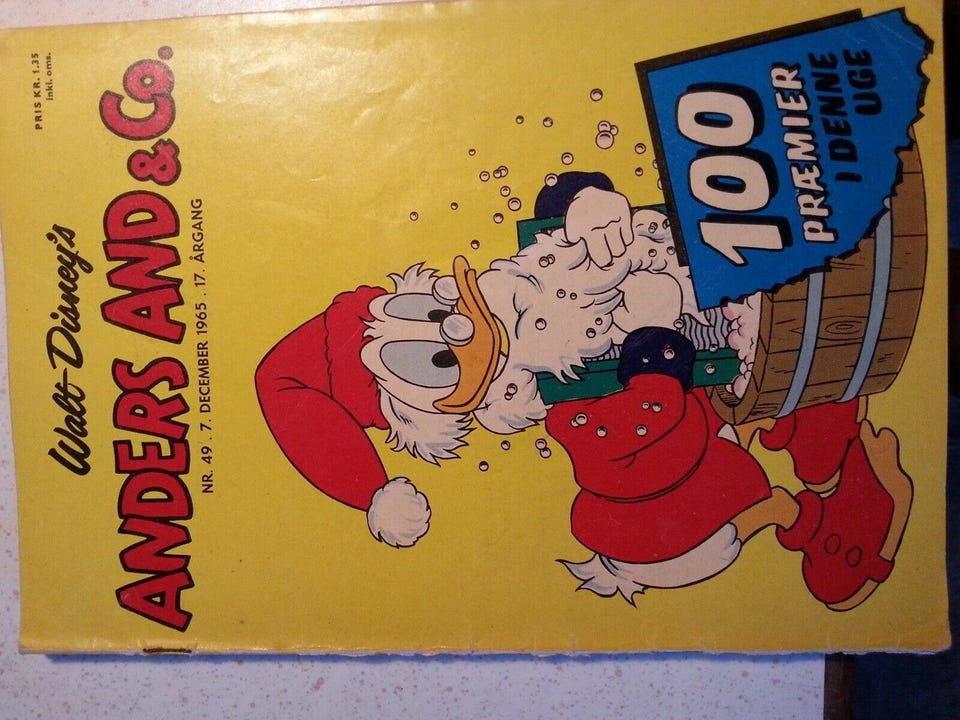 PRIS KR. 1.35
inkl. oms.
Walt Disney's
ANDERS AND & Co.
NR. 49 . 7. DECEMBER 1965 . 17. ÅRGANG
100
PRÆMIER
I DENNE
UGE